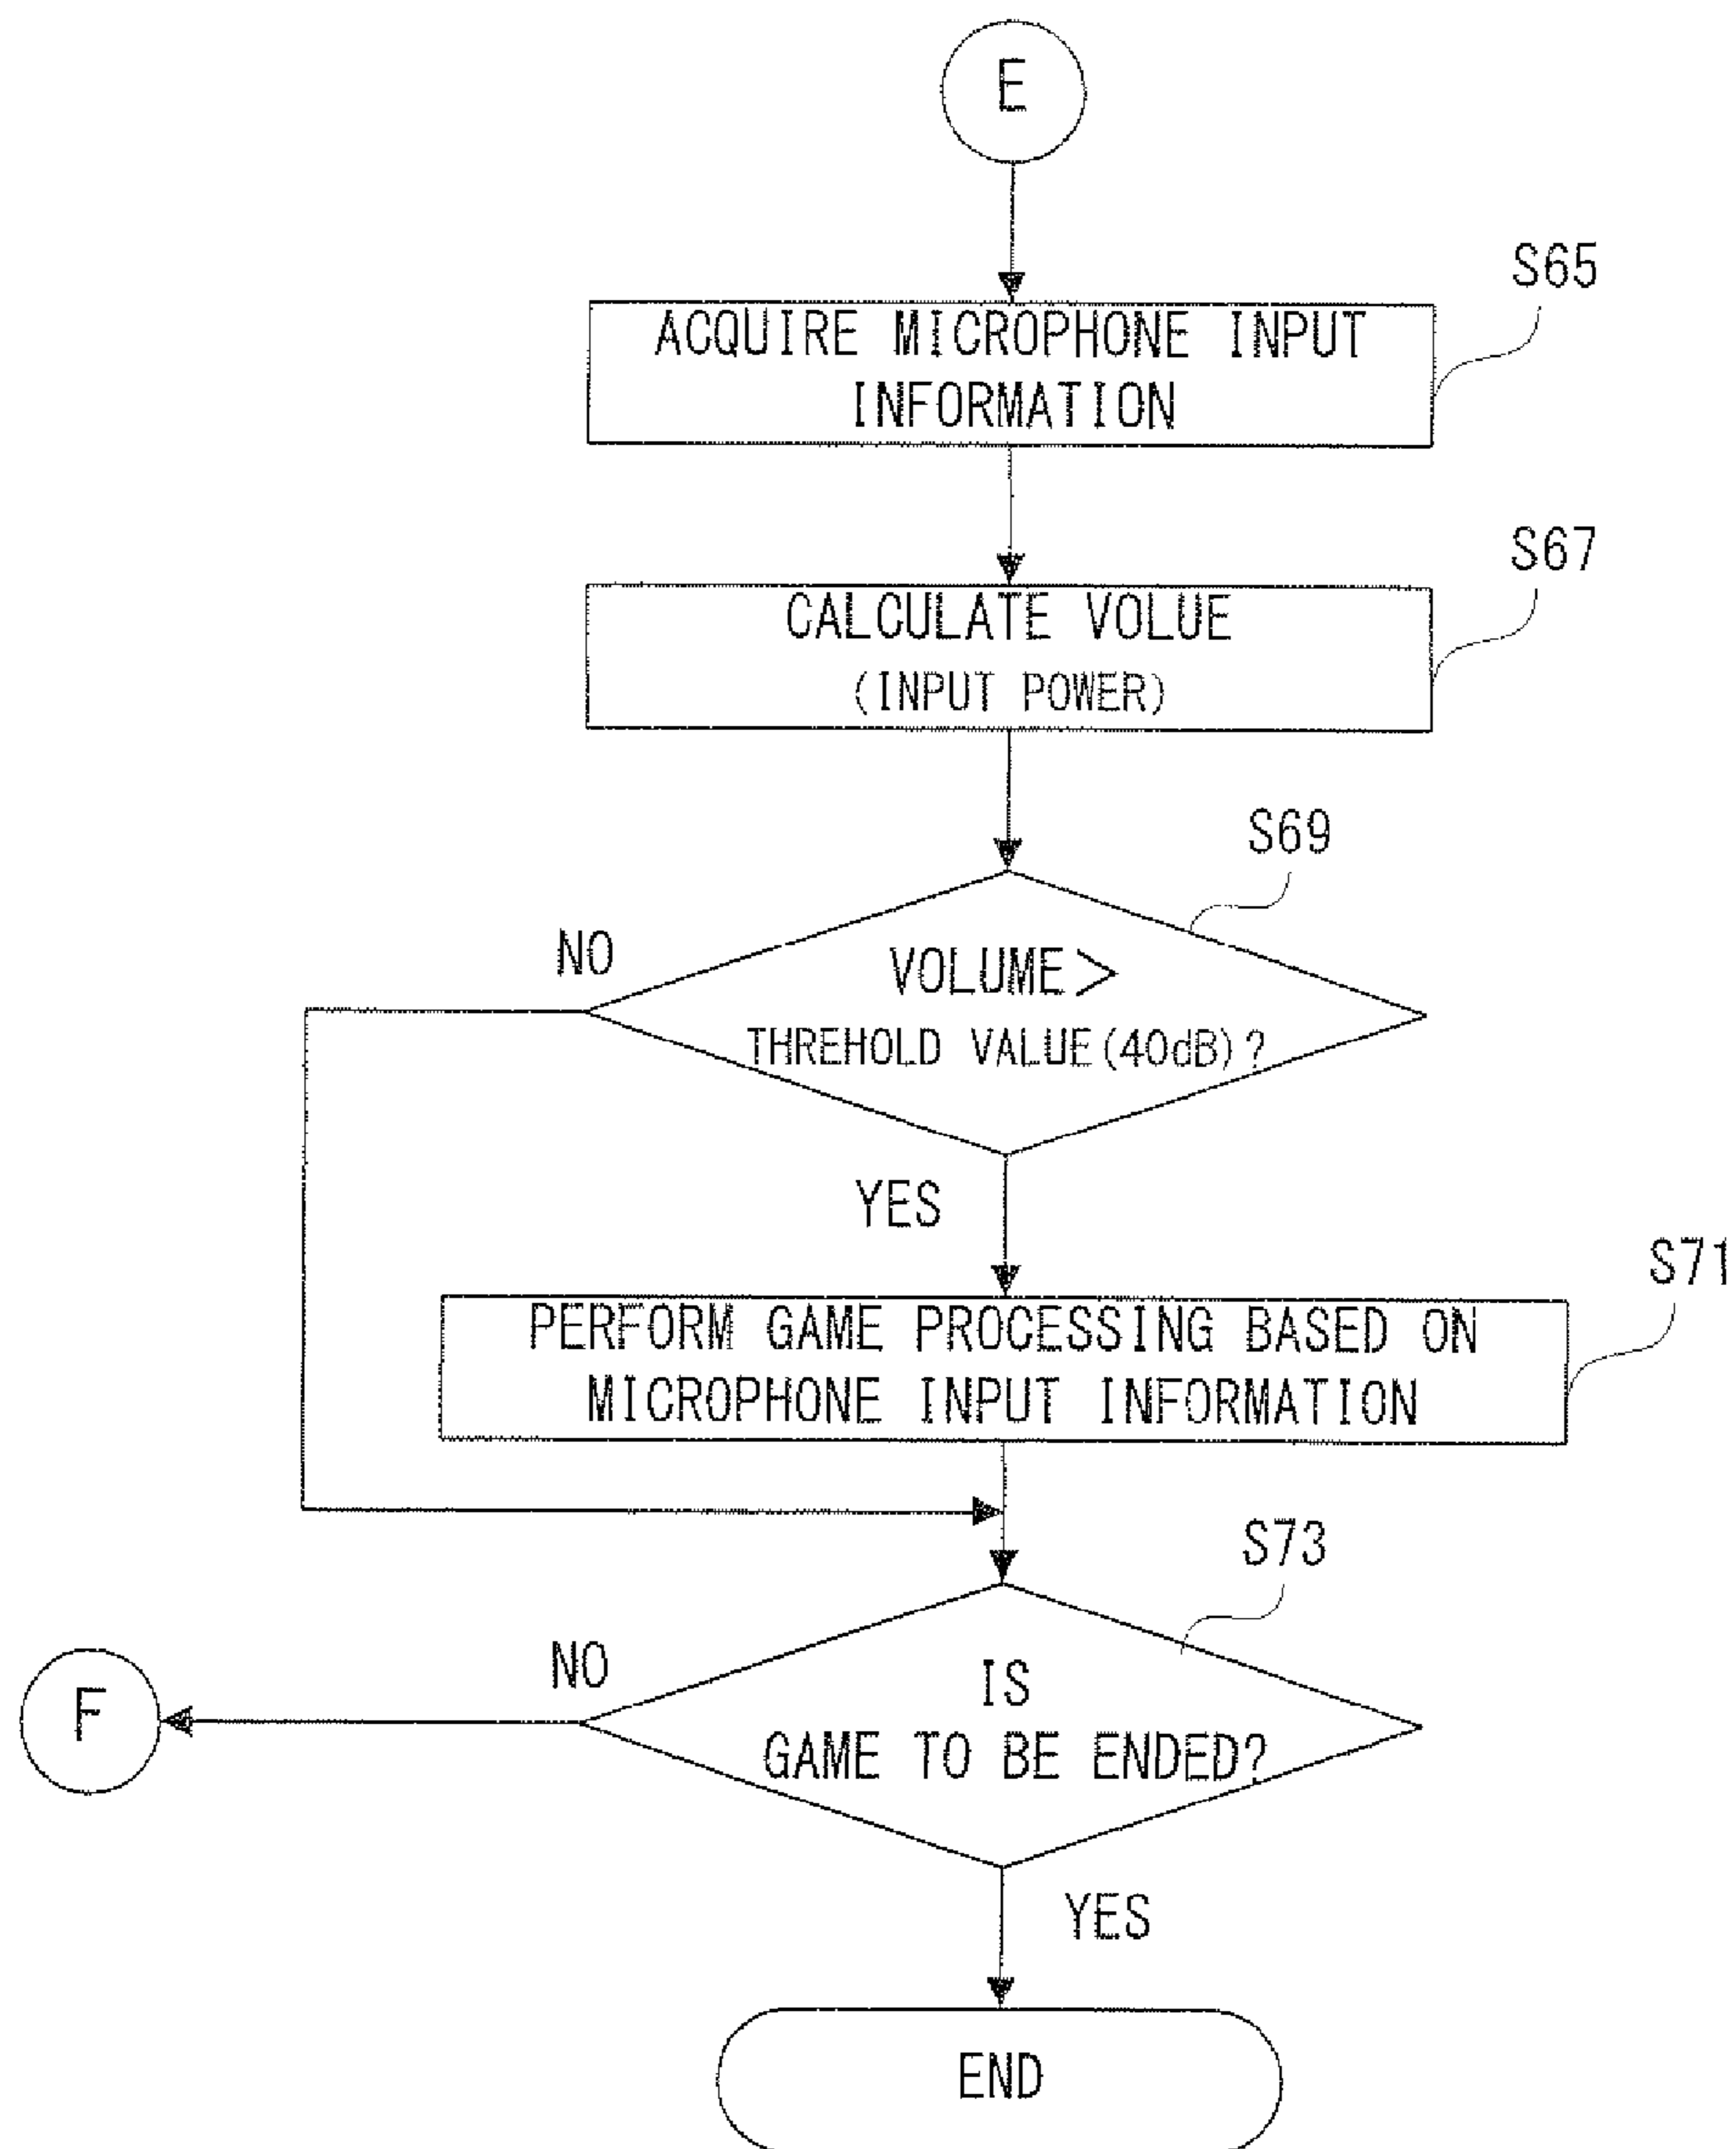 E
S65
ACQUIRE MICROPHONE INPUT
INFORMATION
S67
CALCULATE VOLUE
(INPUT POWER)
S69
NO
VOLUME>
THREHOLD VALUE(40dB)?
YES
S71
PERFORM GAME PROCESSING BASED ON
MICROPHONE INPUT INFORMATION
S73
NO
IS
GAME TO BE ENDED?
F
YES
END